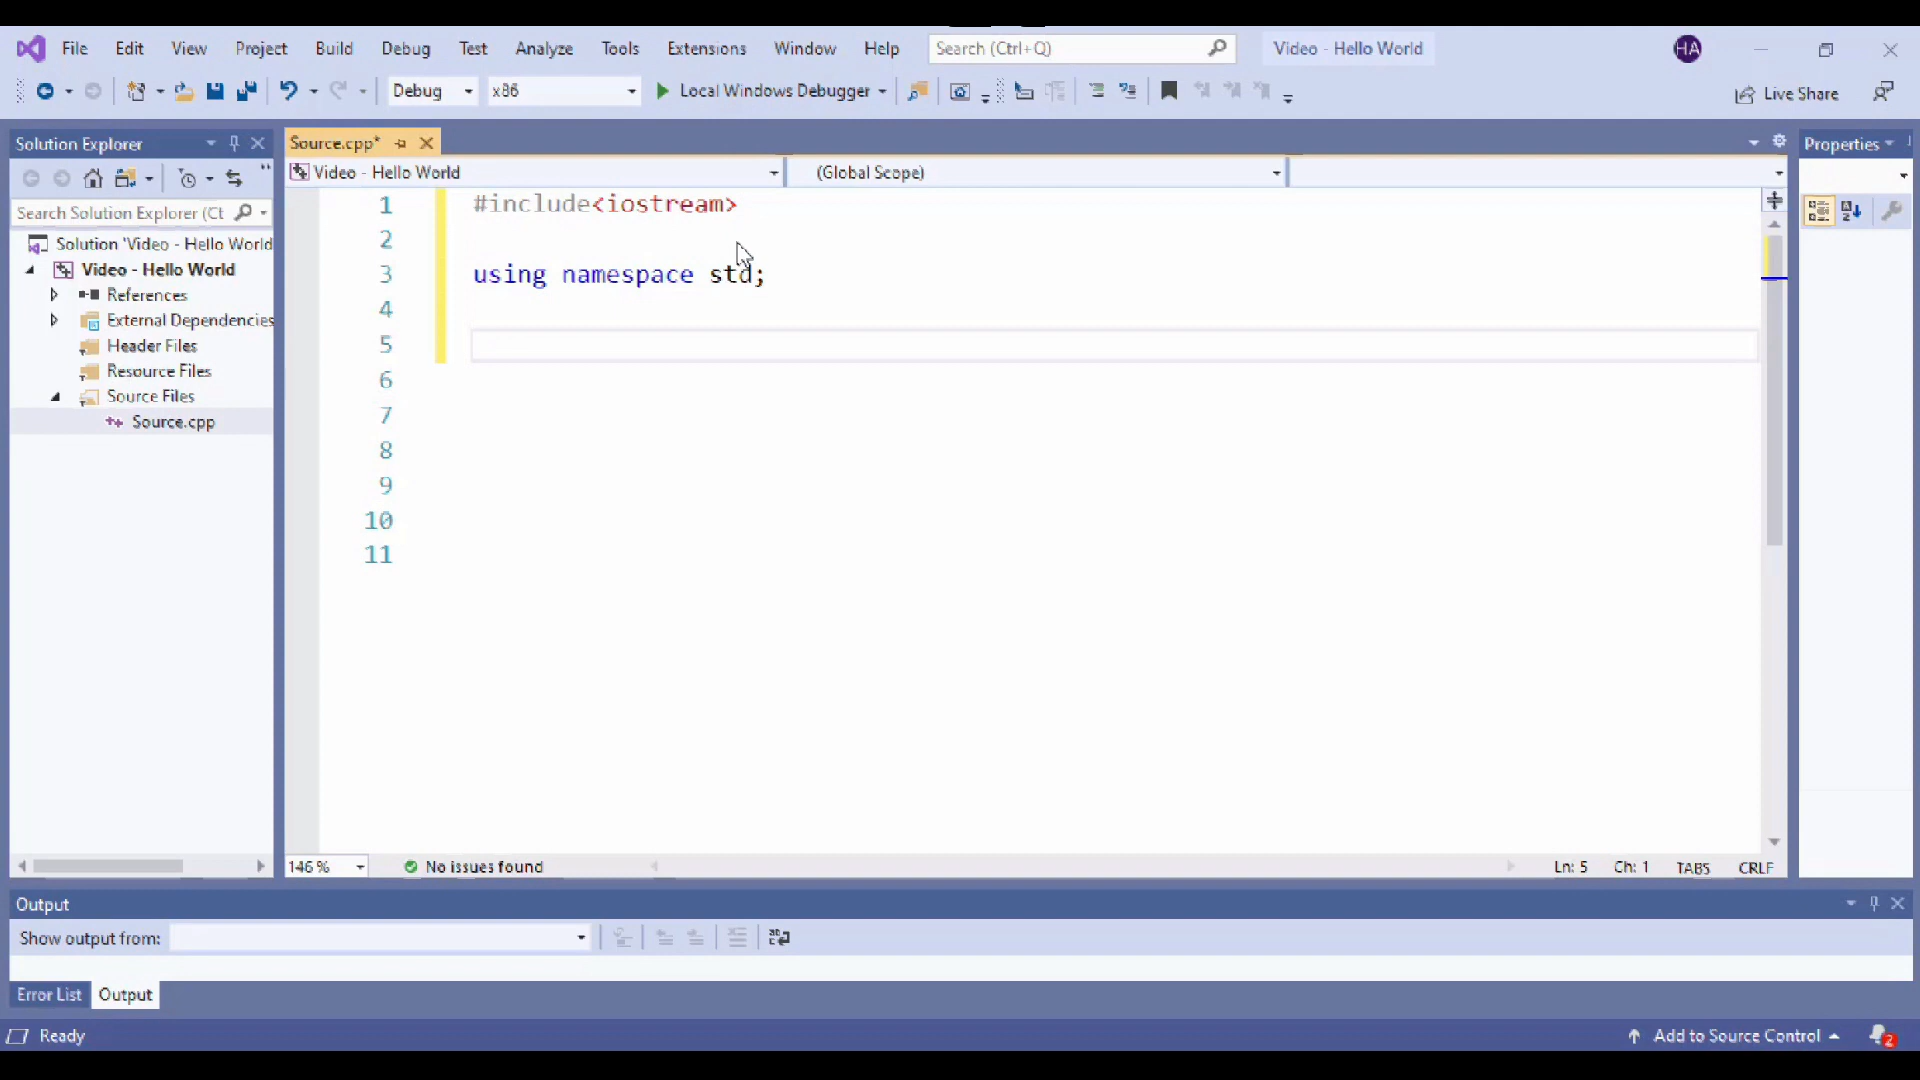 File Edit View Project Build Debug Test Analyze Tools Extensions Window Help Search (Ctrl+Q) Video - Hello World HA
Debug x86 Local Windows Debugger Live Share
Solution Explorer Source.cpp* Properties
Video - Hello World (Global Scope)
Search Solution Explorer (Ct
Solution 'Video - Hello World
Video - Hello World
References
External Dependencies
Header Files
Resource Files
Source Files
Source.cpp
1 #include<iostream>
2
3 using namespace std;
4
5
6
7
8
9
10
11
146 % No issues found Ln: 5 Ch: 1 TABS CRLF
Output
Show output from:
Error List Output
Ready Add to Source Control 2